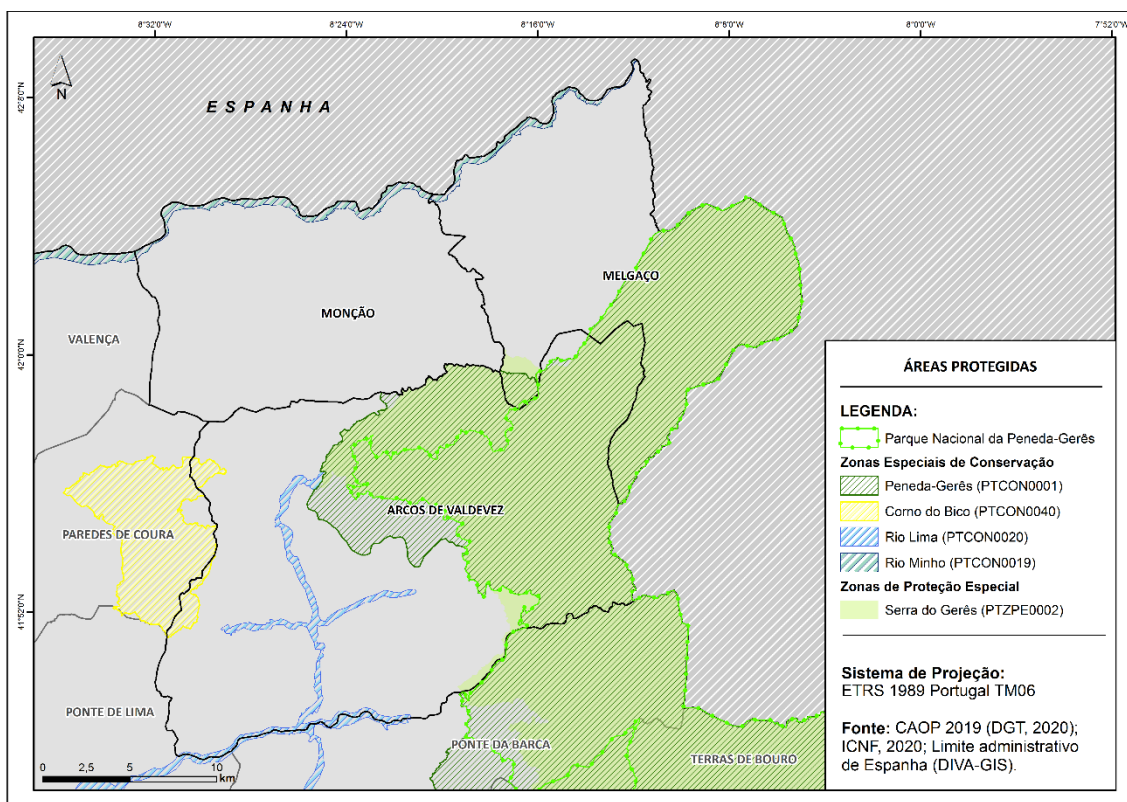 8°32'0"W
8°24'0"W
8°16'0"W
8°8'0"W
8°0'0"W
7°52'0"W
42°8'0"N
42°0'0"N
41°52'0"N
N
ESPANHA
MELGAÇO
MONÇÃO
VALENÇA
ARCOS DE VALDEVEZ
PAREDES DE COURA
PONTE DE LIMA
PONTE DA BARCA
TERRAS DE BOURO
0 2,5 5 10
km
ÁREAS PROTEGIDAS
LEGENDA:
Parque Nacional da Peneda-Gerês
Zonas Especiais de Conservação
Peneda-Gerês (PTCON0001)
Corno do Bico (PTCON0040)
Rio Lima (PTCON0020)
Rio Minho (PTCON0019)
Zonas de Proteção Especial
Serra do Gerês (PTZPE0002)
Sistema de Projeção:
ETRS 1989 Portugal TM06
Fonte: CAOP 2019 (DGT, 2020);
ICNF, 2020; Limite administrativo
de Espanha (DIVA-GIS).